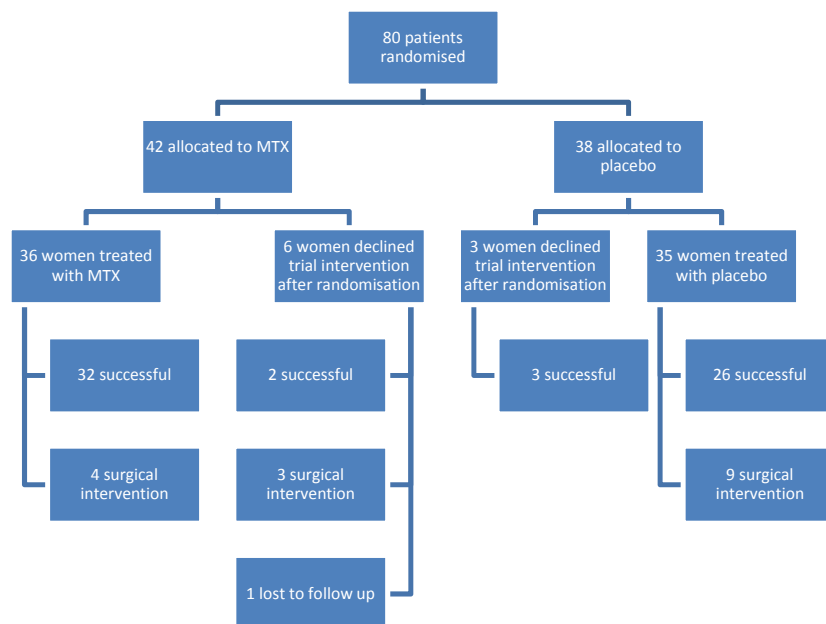 80 patients
randomised
42 allocated to MTX
38 allocated to
placebo
36 women treated
with MTX
6 women declined
trial intervention
after randomisation
3 women declined
trial intervention
after randomisation
35 women treated
with placebo
32 successful
2 successful
3 successful
26 successful
4 surgical
intervention
3 surgical
intervention
9 surgical
intervention
1 lost to follow up